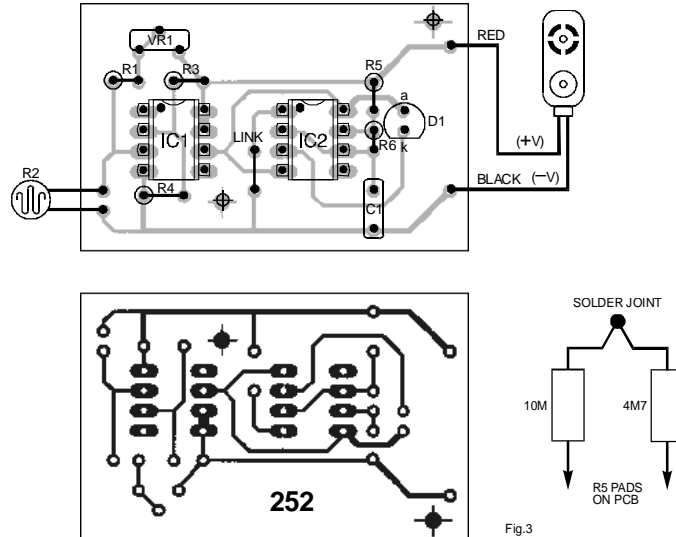 RED
VR1
R1
R3
R5
a
D1
IC1
LINK
IC2
R6
k
(+V)
R2
R4
BLACK (−V)
C1
SOLDER JOINT
10M
4M7
R5 PADS
ON PCB
252
Fig.3